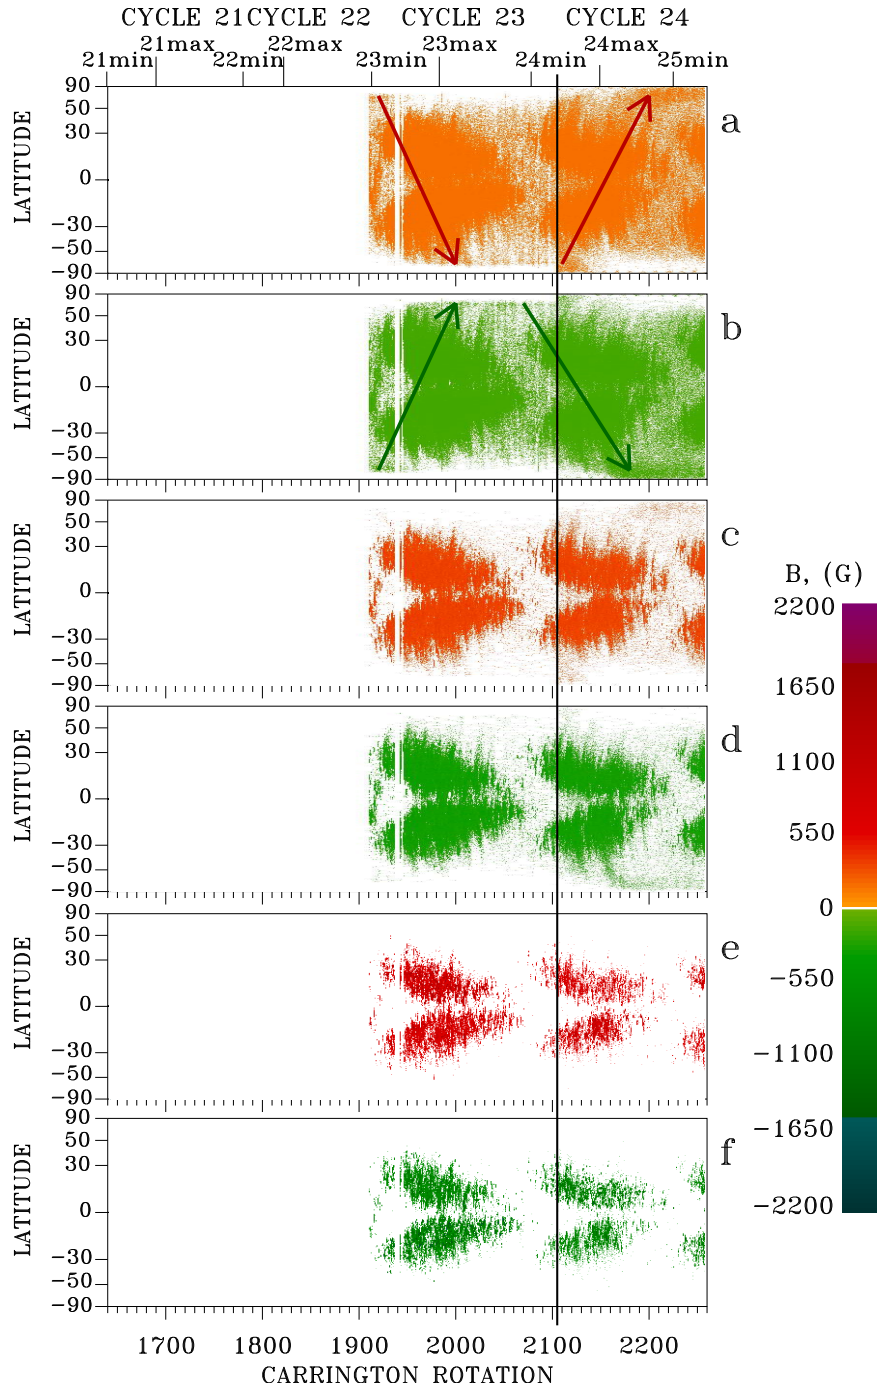 CYCLE 21CYCLE 22 CYCLE 23 CYCLE 24
21max 22max 23max 24max
21min 22min 23min 24min 25min
90
50
30
0
−30
−50
−90
LATITUDE
a
90
50
30
0
−30
−50
−90
LATITUDE
b
90
50
30
0
−30
−50
−90
LATITUDE
c
90
50
30
0
−30
−50
−90
LATITUDE
d
90
50
30
0
−30
−50
−90
LATITUDE
e
90
50
30
0
−30
−50
−90
LATITUDE
f
1700 1800 1900 2000 2100 2200
CARRINGTON ROTATION
B, (G)
2200
1650
1100
550
0
−550
−1100
−1650
−2200